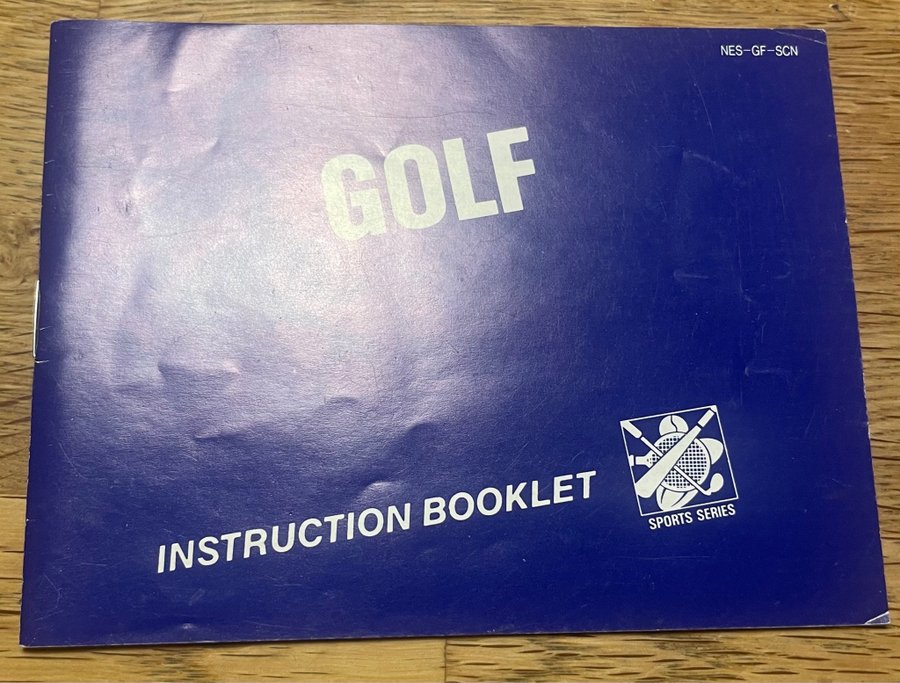 NES-GF-SCN
GOLF
INSTRUCTION BOOKLET
SPORTS SERIES